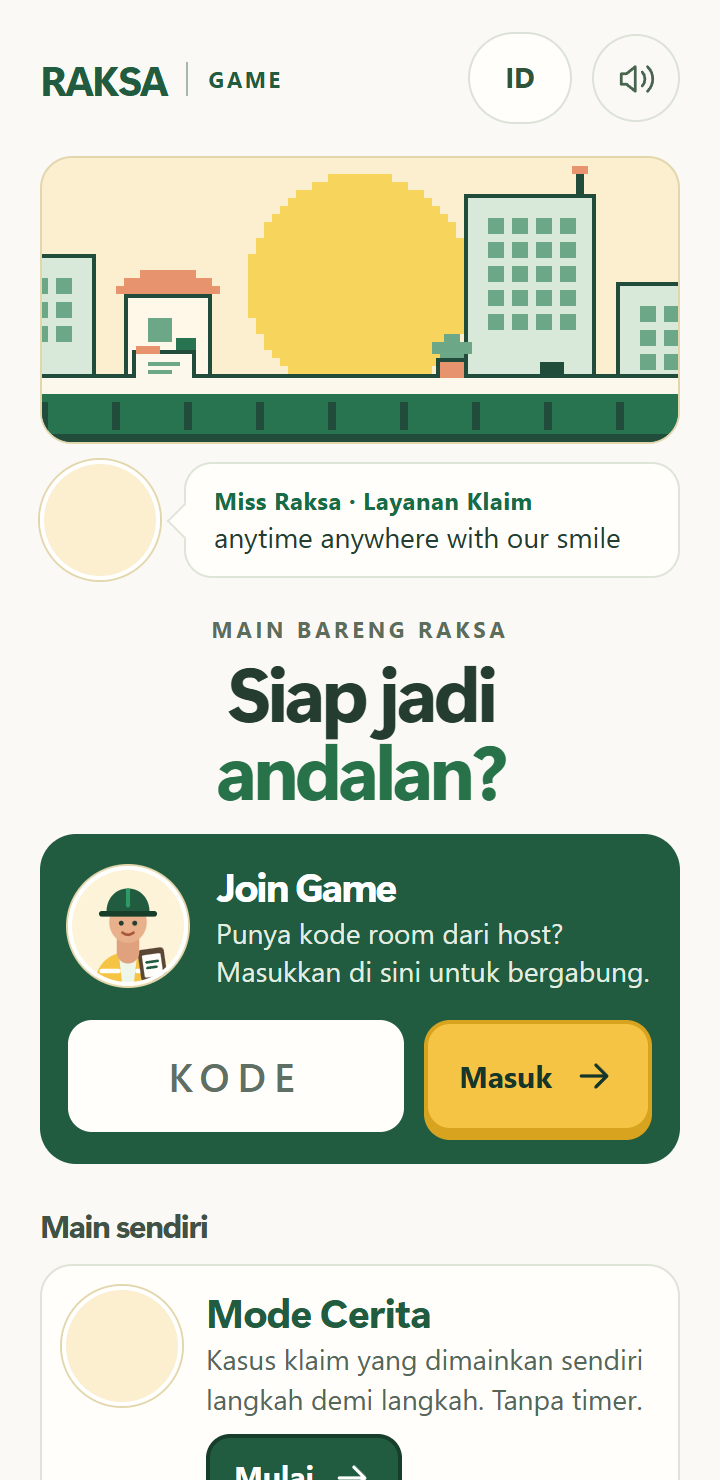 RAKSA GAME
ID
Miss Raksa · Layanan Klaim
anytime anywhere with our smile
MAIN BARENG RAKSA
Siap jadi
andalan?
Join Game
Punya kode room dari host?
Masukkan di sini untuk bergabung.
KODE
Masuk
Main sendiri
Mode Cerita
Kasus klaim yang dimainkan sendiri
langkah demi langkah. Tanpa timer.
Mulai